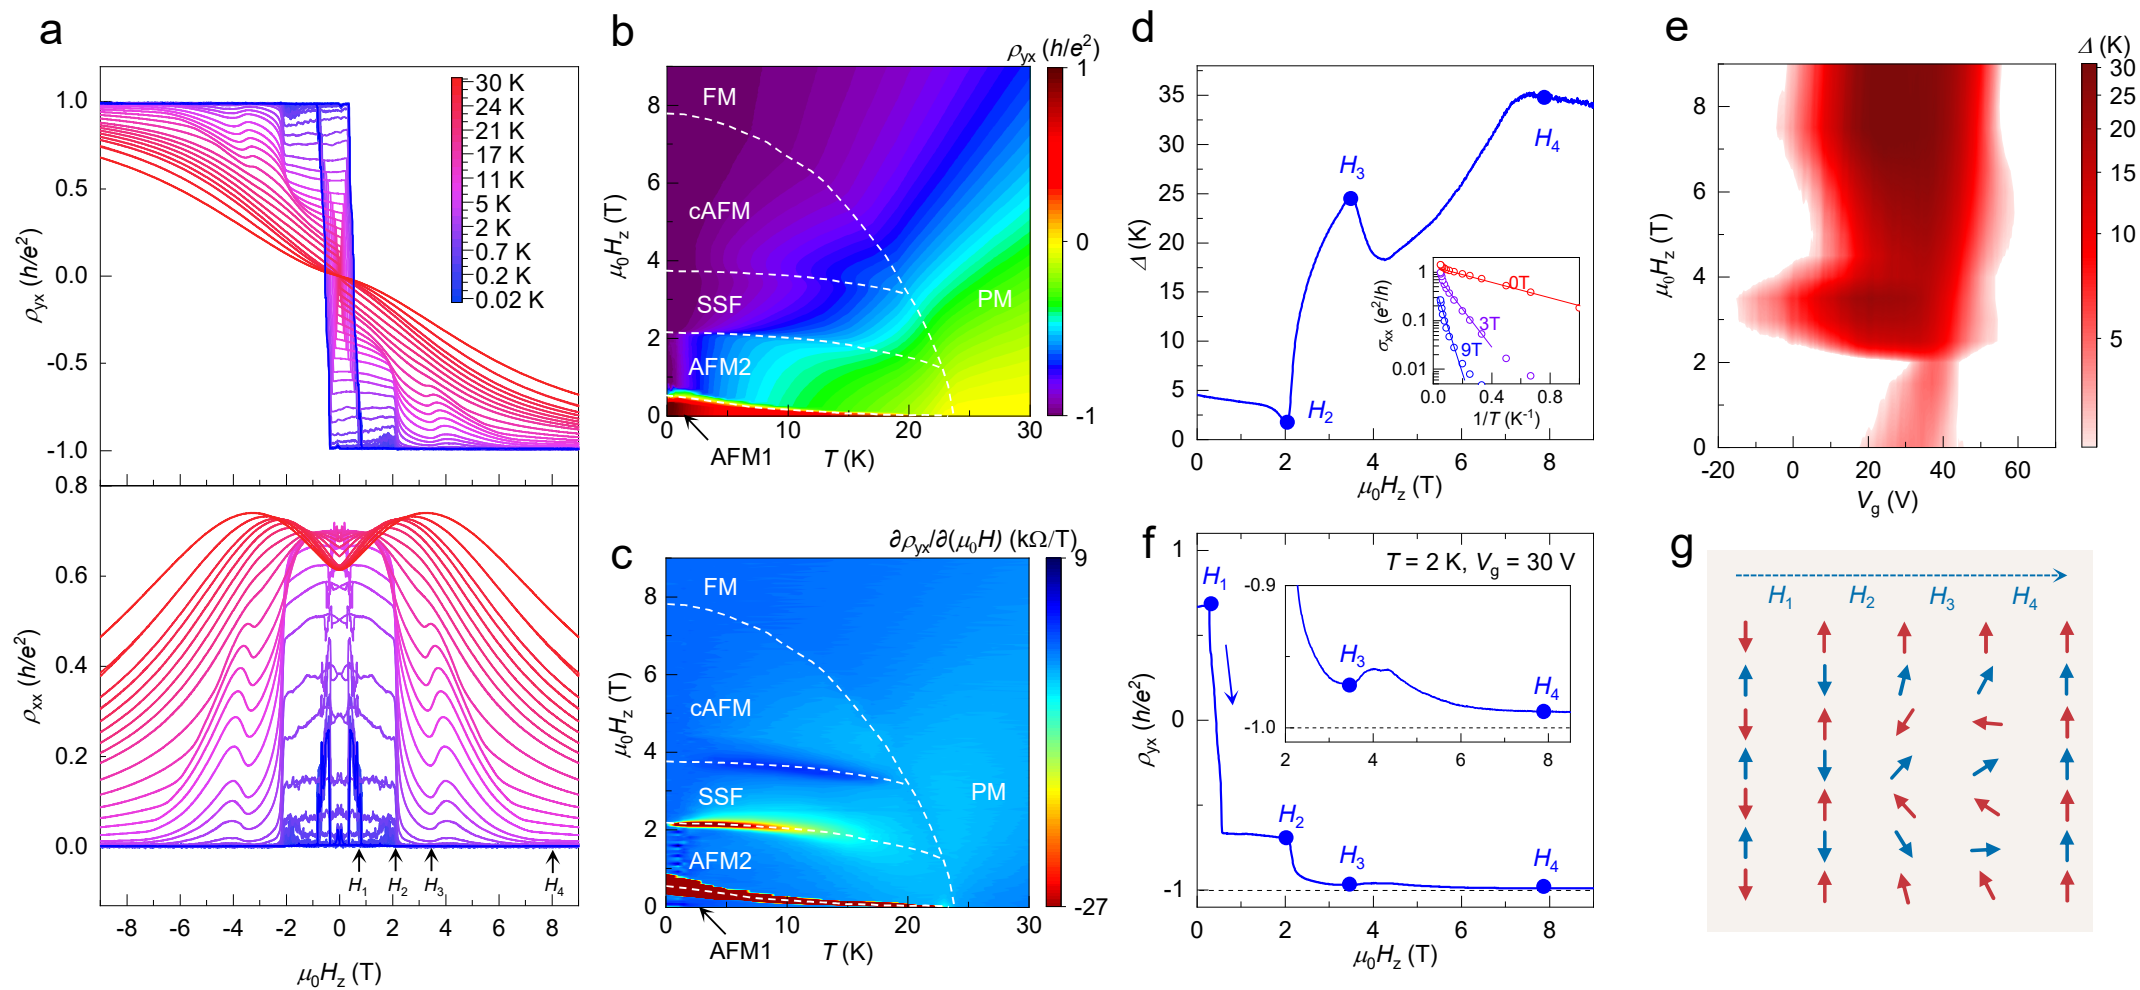 a
1.0
0.5
0.0
-0.5
-1.0
ρyx (h/e²)
30 K
24 K
21 K
17 K
11 K
5 K
2 K
0.7 K
0.2 K
0.02 K
0.8
0.6
0.4
0.2
0.0
ρxx (h/e²)
H1 H2 H3 H4
-8 -6 -4 -2 0 2 4 6 8
μ0Hz (T)
b
ρyx (h/e²)
8
6
4
2
0
μ0Hz (T)
FM
cAFM
SSF
AFM2
PM
1
0
-1
0 10 20 30
AFM1
T (K)
c
∂ρyx/∂(μ0H) (kΩ/T)
8
6
4
2
0
μ0Hz (T)
FM
cAFM
SSF
AFM2
PM
9
-27
0 10 20 30
AFM1
T (K)
d
35
30
25
20
15
10
5
0
Δ (K)
H2
H3
H4
1
0.1
0.01
σxx (e²/h)
0T
3T
9T
0.0 0.4 0.8
1/T (K⁻¹)
0 2 4 6 8
μ0Hz (T)
e
Δ (K)
8
6
4
2
0
μ0Hz (T)
30
25
20
10
5
-20 0 20 40 60
Vg (V)
f
1
0
-1
ρyx (h/e²)
T = 2 K, Vg = 30 V
H1
H2
H3
H4
-0.9
-1.0
H3
H4
2 4 6 8
0 2 4 6 8
μ0Hz (T)
g
H1 H2 H3 H4